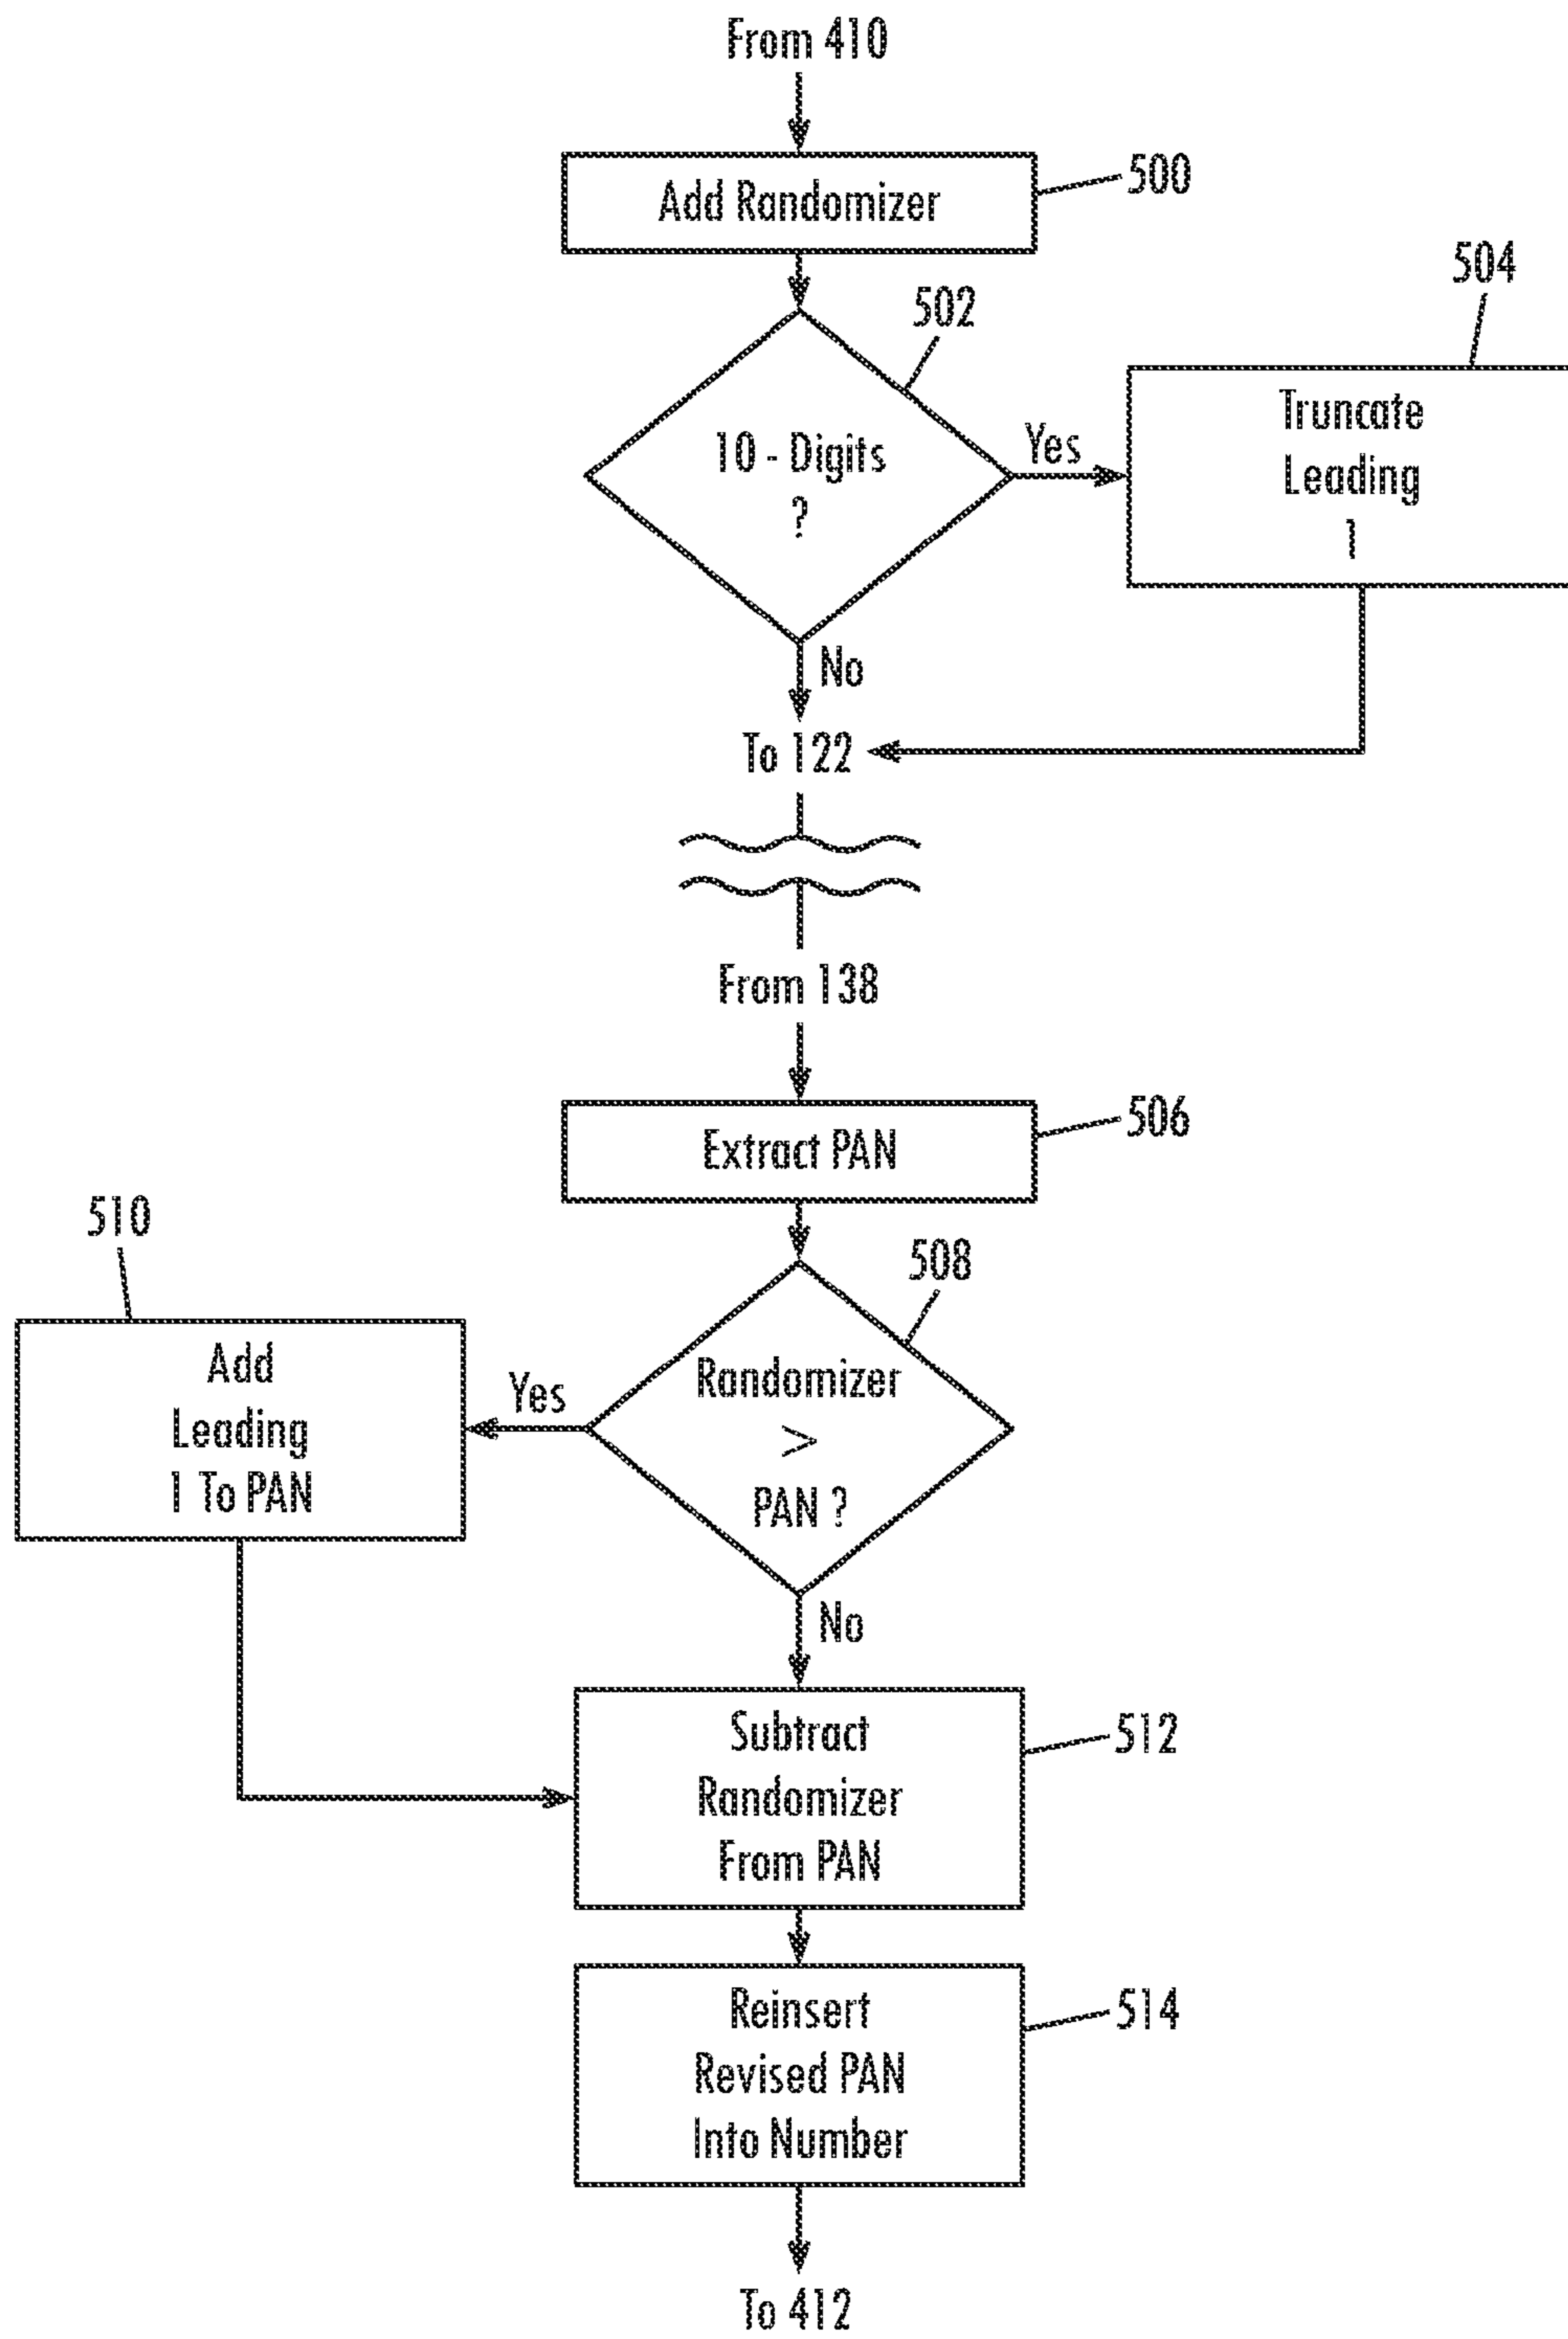 From 410
Add Randomizer
500
504
502
10 - Digits
?
Yes
Truncate
Leading
1
No
To 122
From 138
Extract PAN
506
510
508
Add
Leading
1 To PAN
Yes
Randomizer
>
PAN ?
No
Subtract
Randomizer
From PAN
512
Reinsert
Revised PAN
Into Number
514
To 412